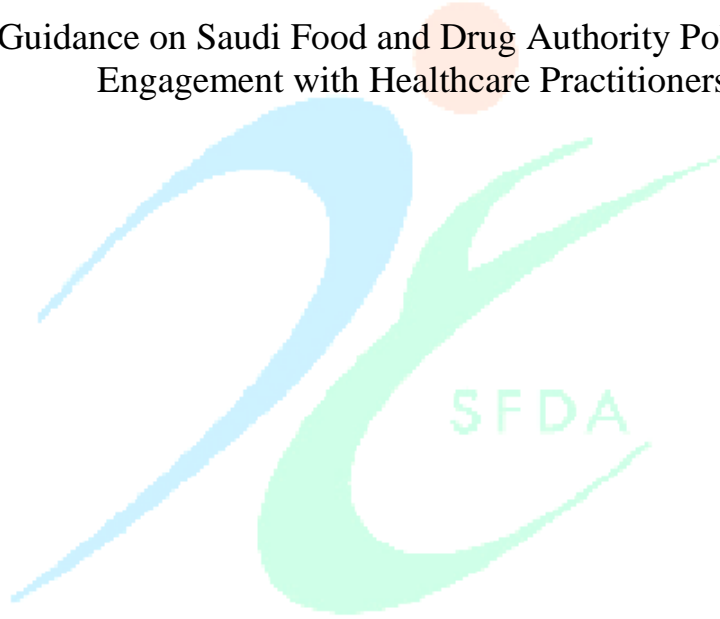 Guidance on Saudi Food and Drug Authority
Engagement with Healthcare Practitioners
SFDA